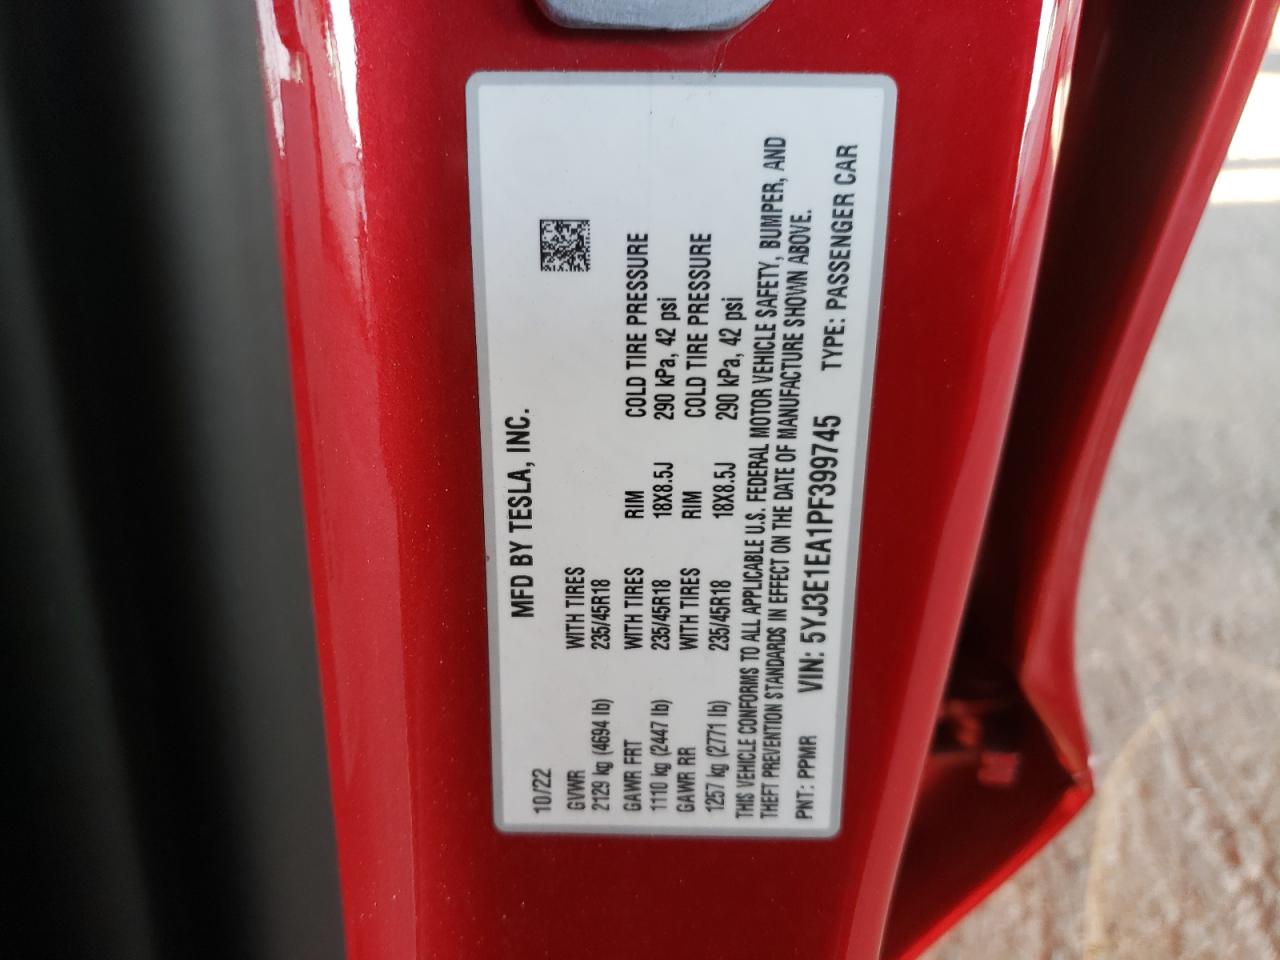 MFD BY TESLA, INC.
10/22
GVWR WITH TIRES
2129 kg (4694 lb) 235/45R18
GAWR FRT WITH TIRES RIM COLD TIRE PRESSURE
1110 kg (2447 lb) 235/45R18 18X8.5J 290 kPa, 42 psi
GAWR RR WITH TIRES RIM COLD TIRE PRESSURE
1257 kg (2771 lb) 235/45R18 18X8.5J 290 kPa, 42 psi
THIS VEHICLE CONFORMS TO ALL APPLICABLE U.S. FEDERAL MOTOR VEHICLE SAFETY, BUMPER, AND
THEFT PREVENTION STANDARDS IN EFFECT ON THE DATE OF MANUFACTURE SHOWN ABOVE.
PNT: PPMR VIN: 5YJ3E1EA1PF399745 TYPE: PASSENGER CAR